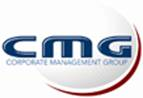 CMG
CORPORATE MANAGEMENT GROUP